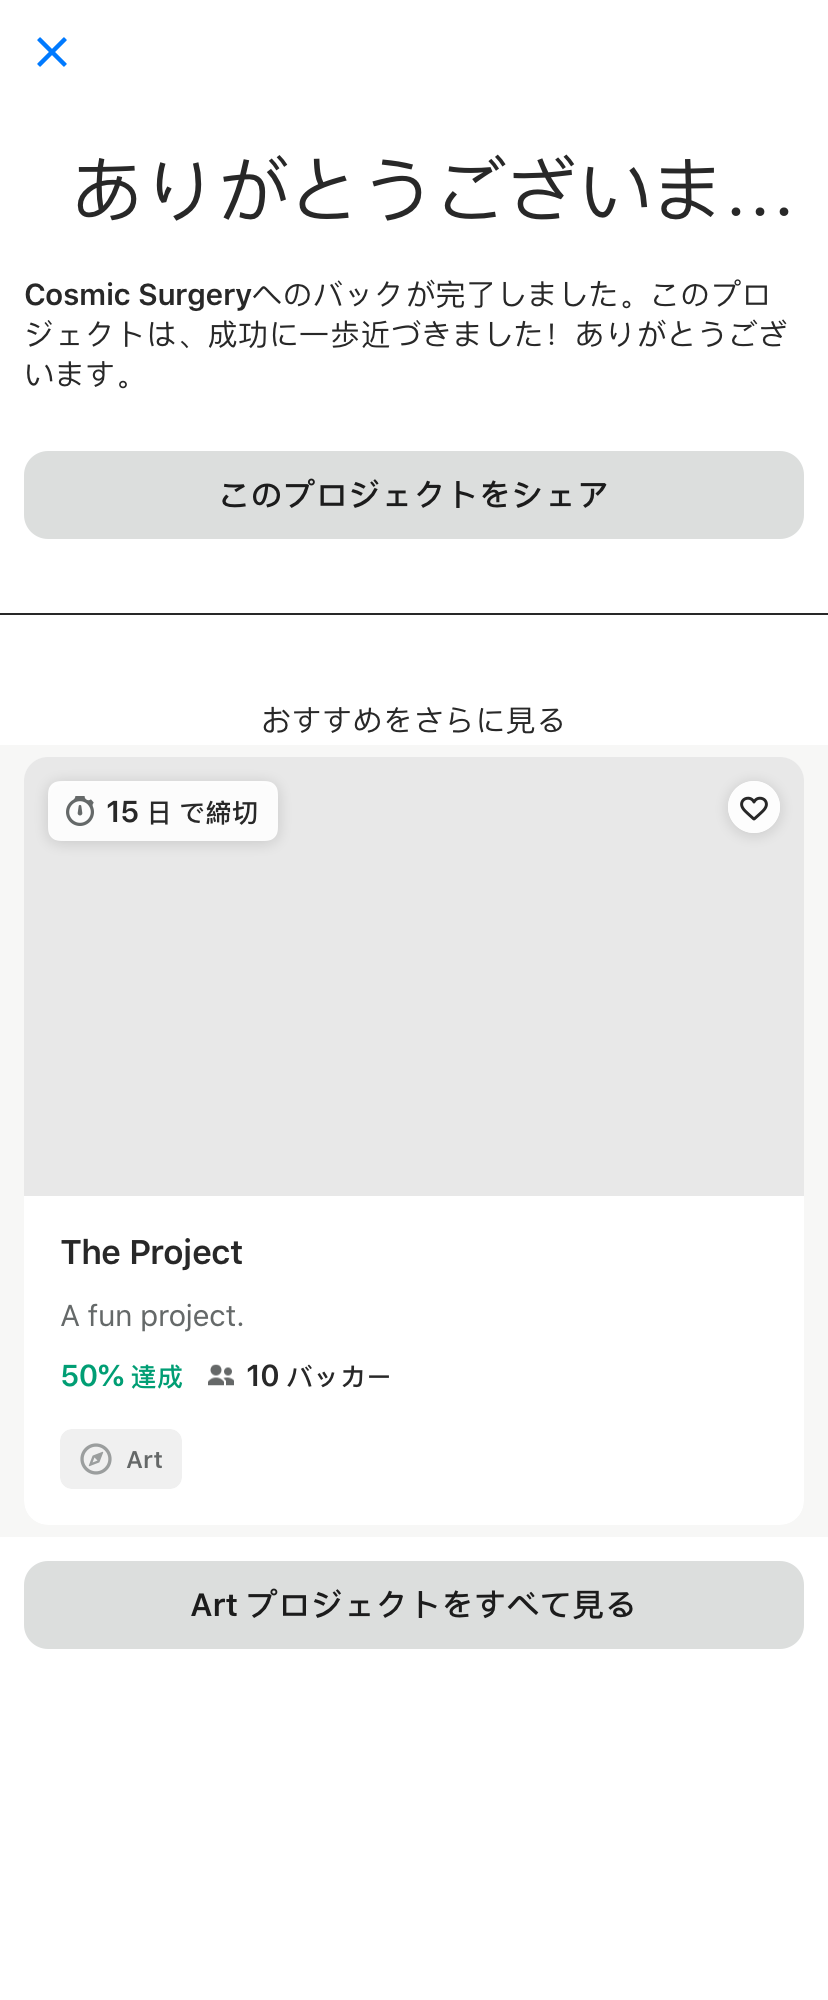 ありがとうございま…
Cosmic Surgeryへのバックが完了しました。このプロ
ジェクトは、成功に一歩近づきました！ありがとうござ
います。
このプロジェクトをシェア
おすすめをさらに見る
15 日 で締切
The Project
A fun project.
50% 達成 10 バッカー
Art
Art プロジェクトをすべて見る